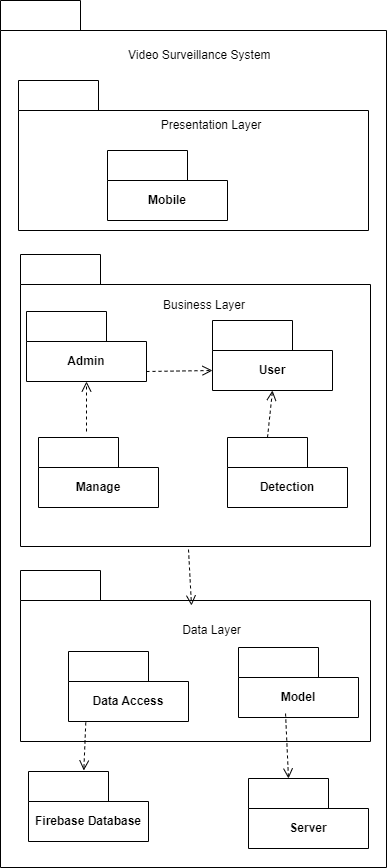 Video Surveillance System
Presentation Layer
Mobile
Business Layer
Admin
User
Manage
Detection
Data Layer
Data Access
Model
Firebase Database
Server